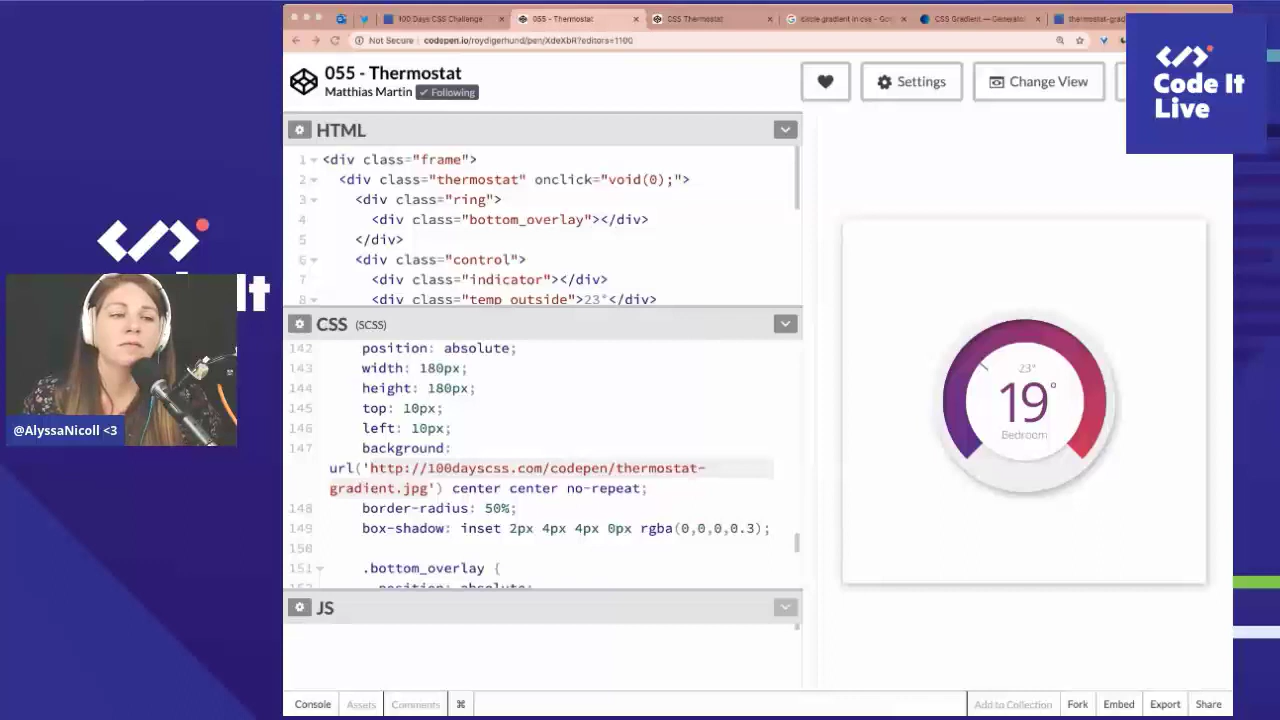 100 Days CSS Challenge
055 - Thermostat
CSS Thermostat
CSS Gradient — Generator
Not Secure codepen.io/roydigerhund/pen/XdeXbR?editors=1100
055 - Thermostat
Matthias Martin ✓ Following
Settings
Change View
Code It
Live
HTML
1 <div class="frame">
2 <div class="thermostat" onclick="void(0);">
3 <div class="ring">
4 <div class="bottom_overlay"></div>
5 </div>
6 <div class="control">
7 <div class="indicator"></div>
8 <div class="temp_outside">23°</div>
CSS (SCSS)
142 position: absolute;
143 width: 180px;
144 height: 180px;
145 top: 10px;
146 left: 10px;
147 background:
url('http://100dayscss.com/codepen/thermostat-
gradient.jpg') center center no-repeat;
148 border-radius: 50%;
149 box-shadow: inset 2px 4px 4px 0px rgba(0,0,0,0.3);
150
151 .bottom_overlay {
position: absolute;
JS
23°
19°
Bedroom
It
@AlyssaNicoll <3
Console
Assets
Comments
⌘
Add to Collection
Fork
Embed
Export
Share